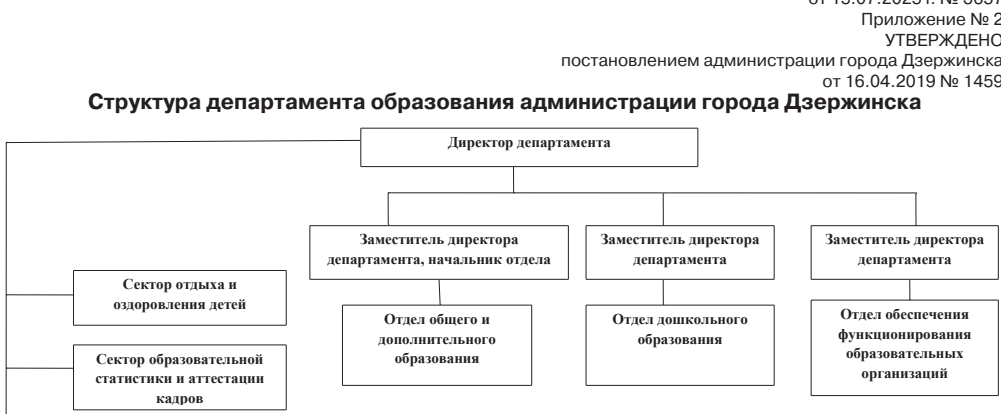 Приложение № 2
УТВЕРЖДЕНО
постановлением администрации города Дзержинска
от 16.04.2019 № 1459
Структура департамента образования администрации города Дзержинска
Директор департамента
Заместитель директора
департамента, начальник отдела
Заместитель директора
департамента
Заместитель директора
департамента
Сектор отдыха и
оздоровления детей
Отдел общего и
дополнительного
образования
Отдел дошкольного
образования
Отдел обеспечения
функционирования
образовательных
организаций
Сектор образовательной
статистики и аттестации
кадров